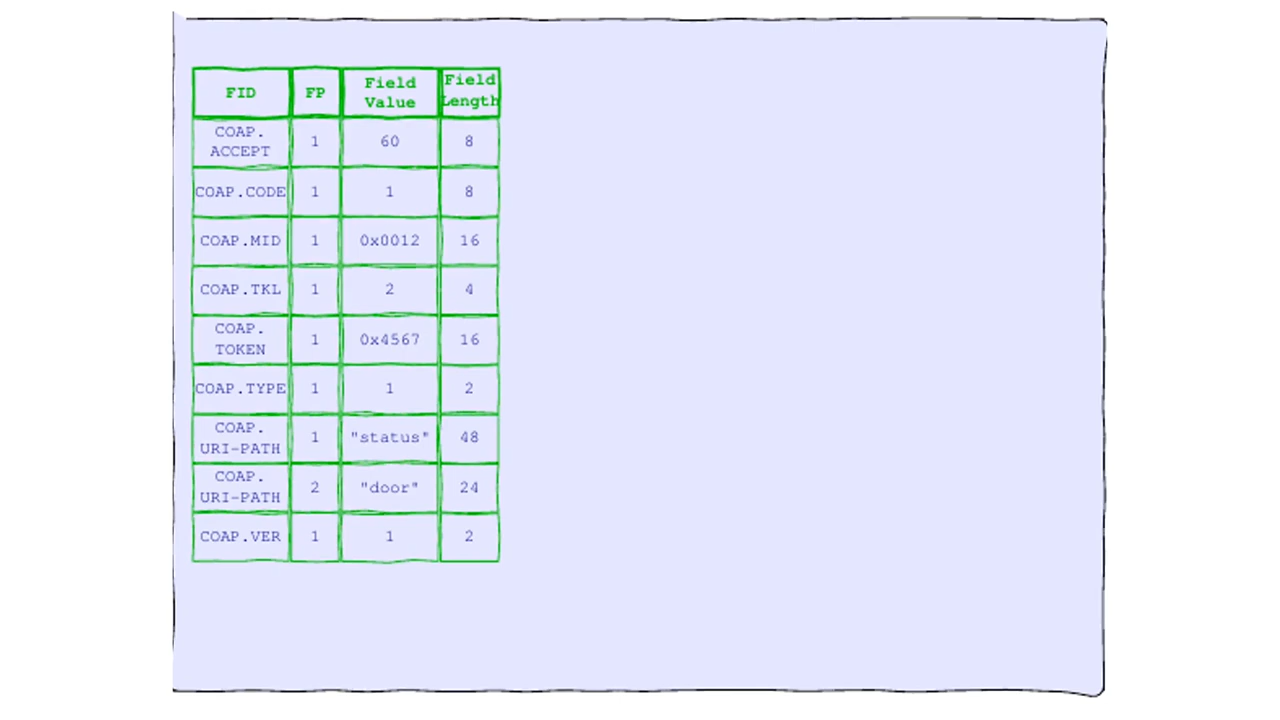 FID FP Field Value Field Length
COAP.ACCEPT 1 60 8
COAP.CODE 1 1 8
COAP.MID 1 0x0012 16
COAP.TKL 1 2 4
COAP.TOKEN 1 0x4567 16
COAP.TYPE 1 1 2
COAP.URI-PATH 1 "status" 48
COAP.URI-PATH 2 "door" 24
COAP.VER 1 1 2